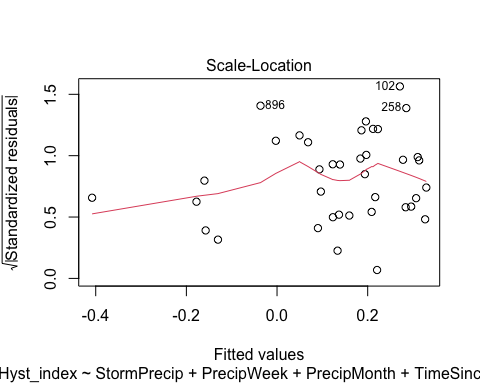 Scale-Location
√|Standardized residuals|
1.5
1.0
0.5
0.0
102
896
258
-0.4
-0.2
0.0
0.2
Fitted values
Hyst_index ~ StormPrecip + PrecipWeek + PrecipMonth + TimeSinc